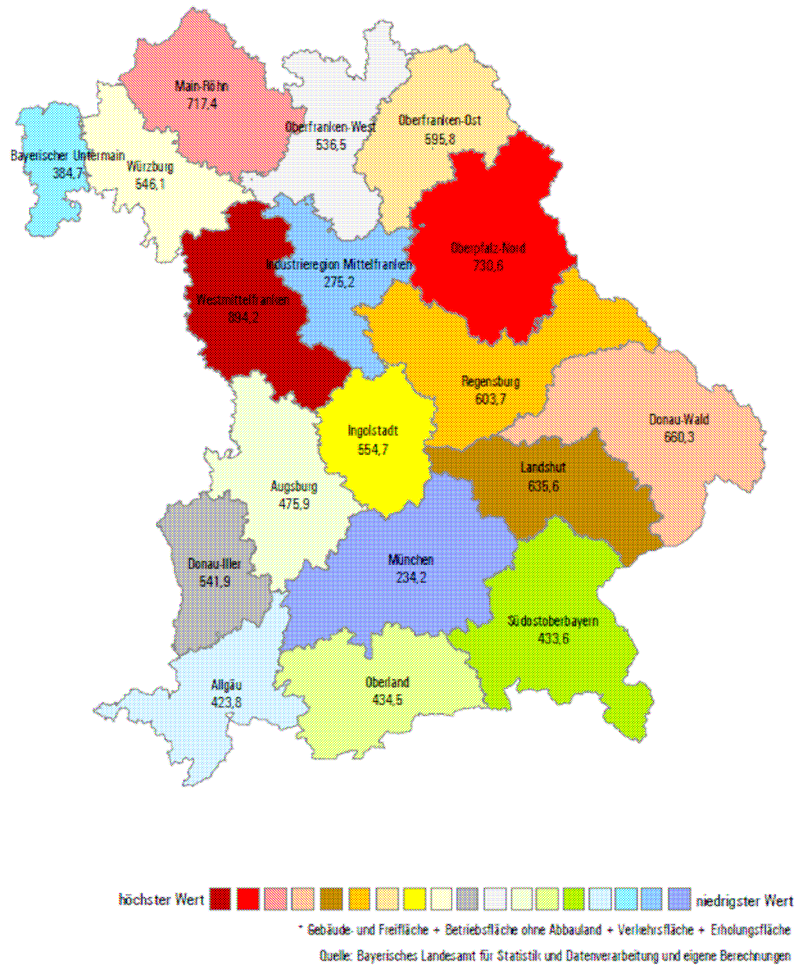 Main-Röhn
717,4
Oberfranken-West
536,5
Oberfranken-Ost
595,8
Bayerischer Untermain
384,7
Würzburg
546,1
Oberpfalz-Nord
730,6
Industrieregion Mittelfranken
275,2
Westmittelfranken
894,2
Regensburg
603,7
Donau-Wald
660,3
Ingolstadt
554,7
Landshut
635,6
Augsburg
475,9
München
234,2
Donau-Iller
541,9
Südostoberbayern
433,6
Allgäu
423,8
Oberland
434,5
höchster Wert niedrigster Wert
* Gebäude- und Freifläche + Betriebsfläche ohne Abbauland + Verkehrsfläche + Erholungsfläche
Quelle: Bayerisches Landesamt für Statistik und Datenverarbeitung und eigene Berechnungen